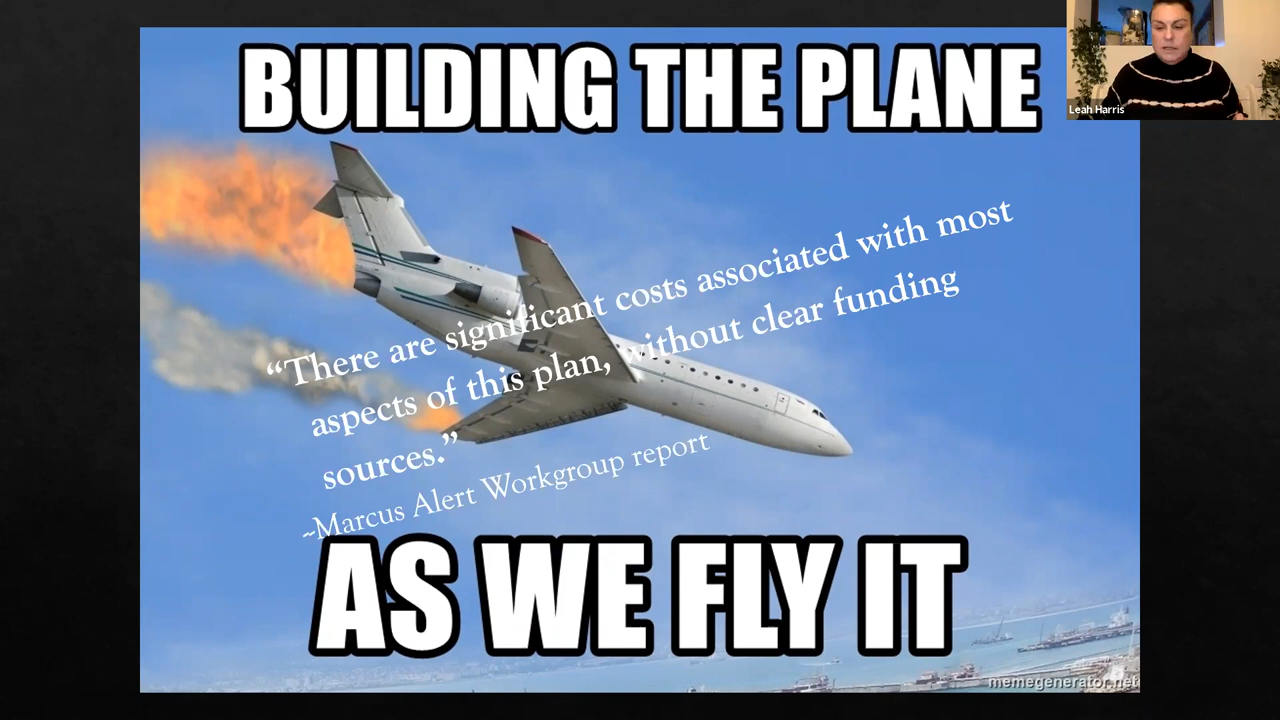 BUILDING THE PLANE
Leah Harris
“There are significant costs associated with most
aspects of this plan, without clear funding
sources.”
~Marcus Alert Workgroup report
AS WE FLY IT
memegenerator.net